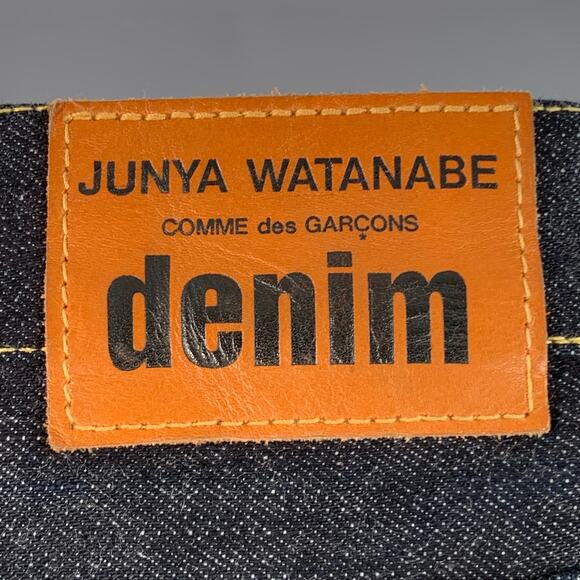 JUNYA WATANABE
COMME des GARÇONS
denim